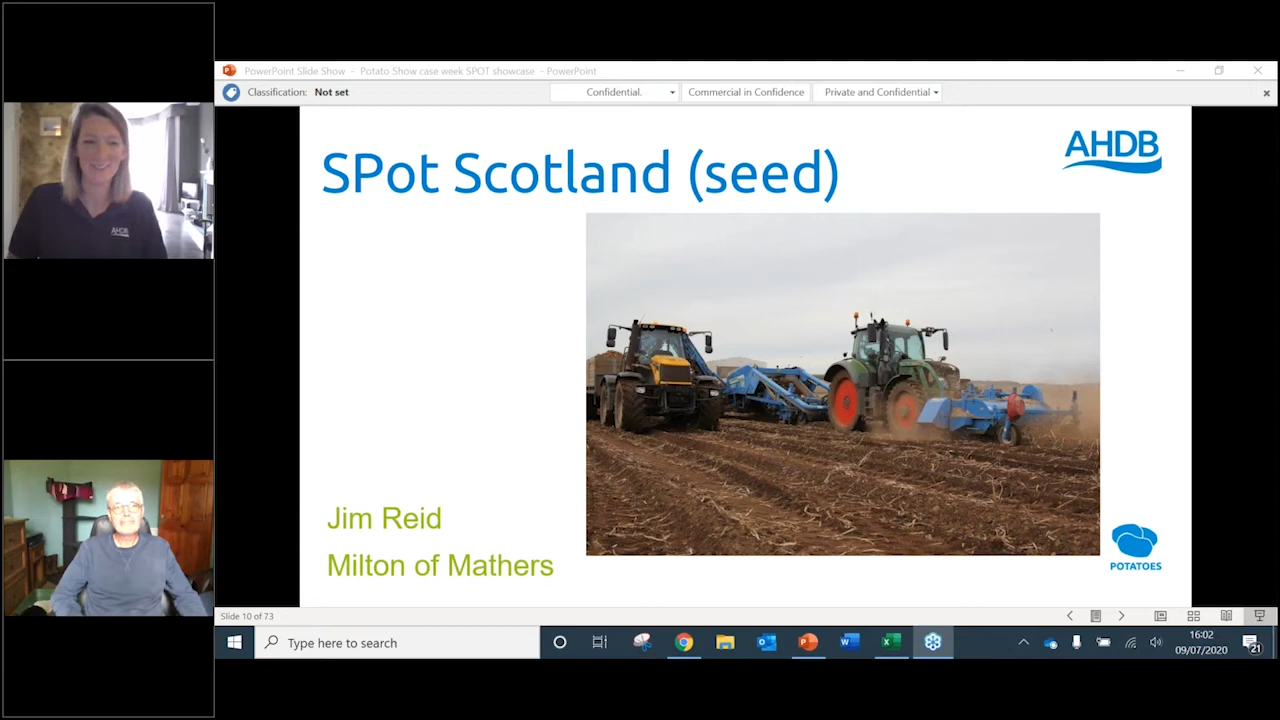 PowerPoint Slide Show - Potato Show case week SPOT showcase - PowerPoint
Classification: Not set
Confidential.
Commercial in Confidence
Private and Confidential
SPot Scotland (seed)
AHDB
AHDB
Jim Reid
Milton of Mathers
POTATOES
Slide 10 of 73
Type here to search
16:02
09/07/2020
21